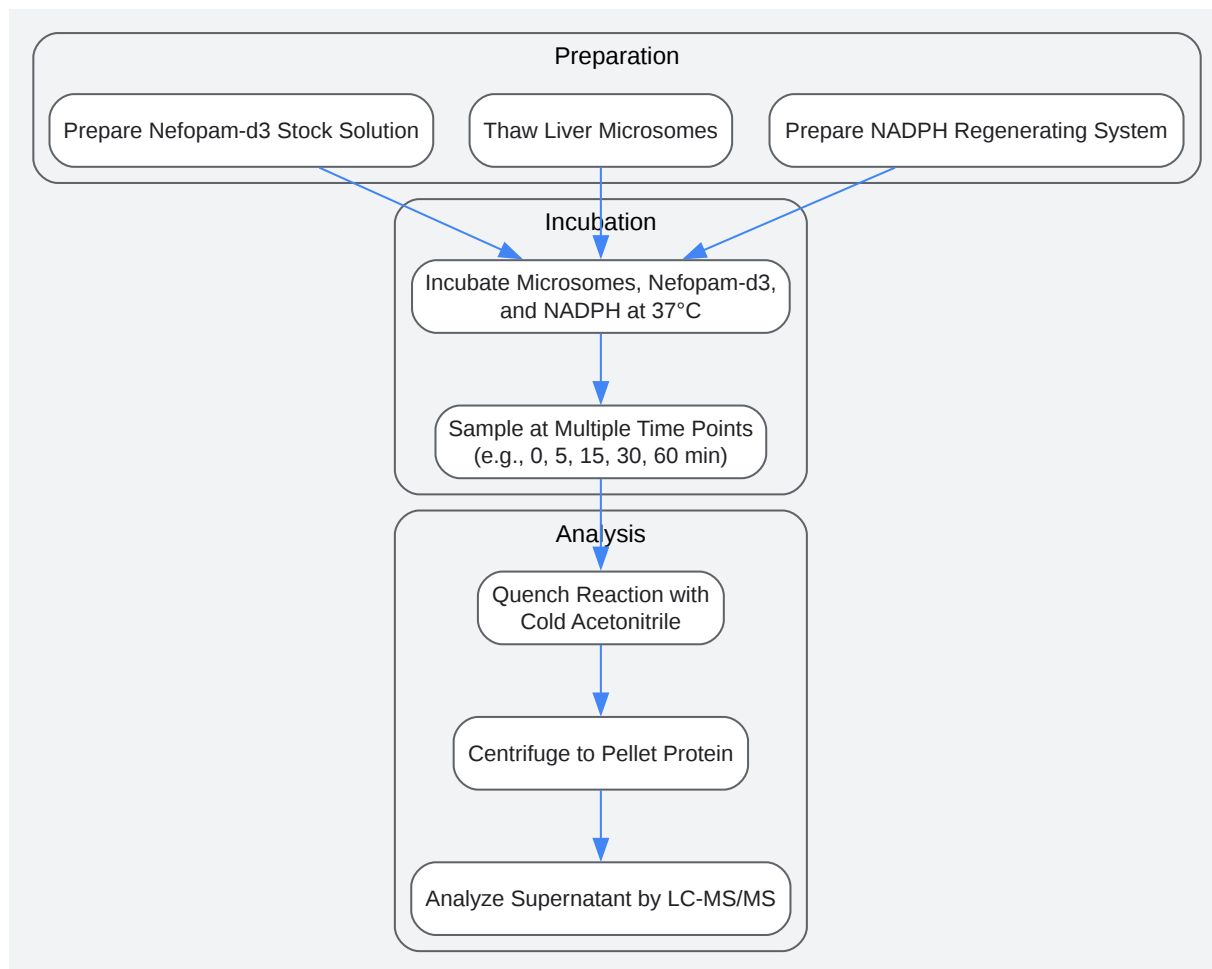 Preparation
Prepare Nefopam-d3 Stock Solution
Thaw Liver Microsomes
Prepare NADPH Regenerating System
Incubation
Incubate Microsomes, Nefopam-d3,
and NADPH at 37°C
Sample at Multiple Time Points
(e.g., 0, 5, 15, 30, 60 min)
Analysis
Quench Reaction with
Cold Acetonitrile
Centrifuge to Pellet Protein
Analyze Supernatant by LC-MS/MS